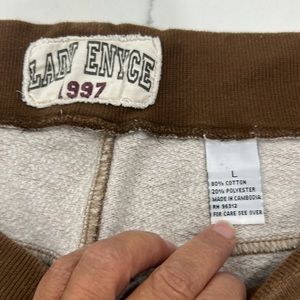 LADY ENYCE
1997
L
80% COTTON
20% POLYESTER
MADE IN CAMBODIA
RN 96312
FOR CARE SEE OVER